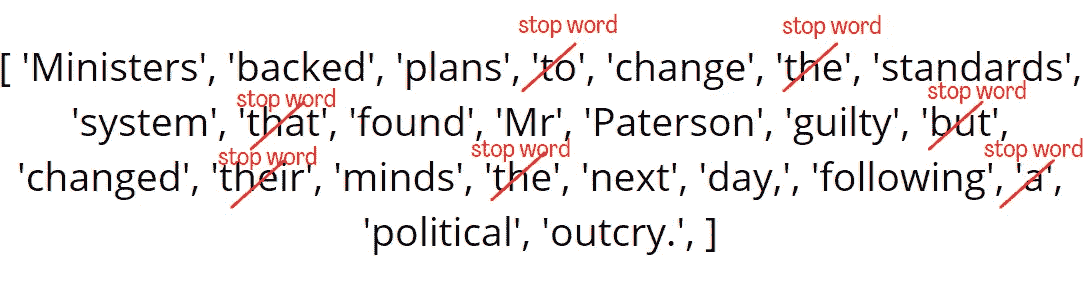 stop word stop word
[ 'Ministers', 'backed', 'plans', 'to', 'change', 'the', 'standards',
stop word stop word
'system', 'that', 'found', 'Mr', 'Paterson', 'guilty', 'but',
stop word stop word stop word
'changed', 'their', 'minds', 'the', 'next', 'day,', 'following', 'a',
'political', 'outcry.', ]